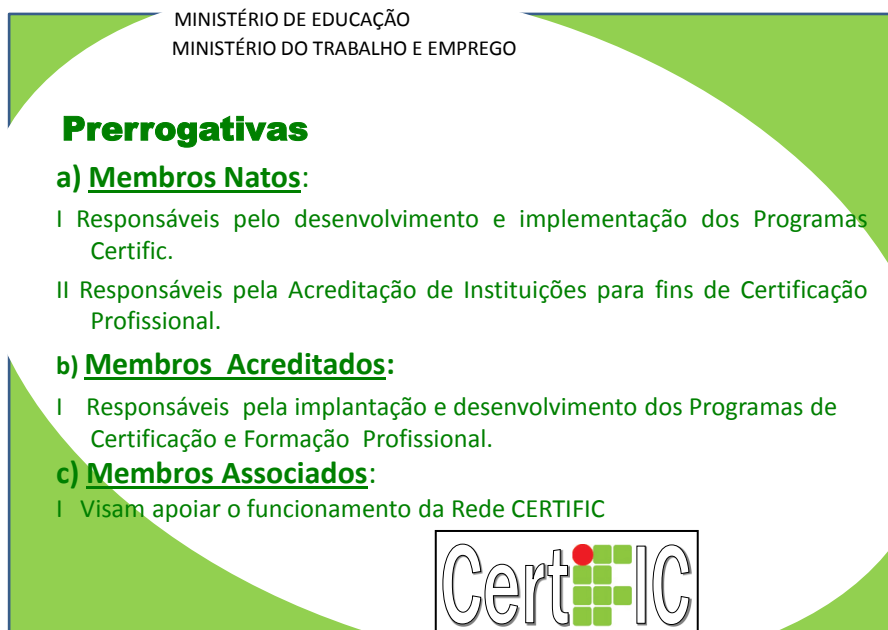 MINISTÉRIO DE EDUCAÇÃO
MINISTÉRIO DO TRABALHO E EMPREGO
Prerrogativas
a) Membros Natos:
I Responsáveis pelo desenvolvimento e implementação dos Programas
Certific.
II Responsáveis pela Acreditação de Instituições para fins de Certificação
Profissional.
b) Membros Acreditados:
I Responsáveis pela implantação e desenvolvimento dos Programas de
Certificação e Formação Profissional.
c) Membros Associados:
I Visam apoiar o funcionamento da Rede CERTIFIC
CertIFIC